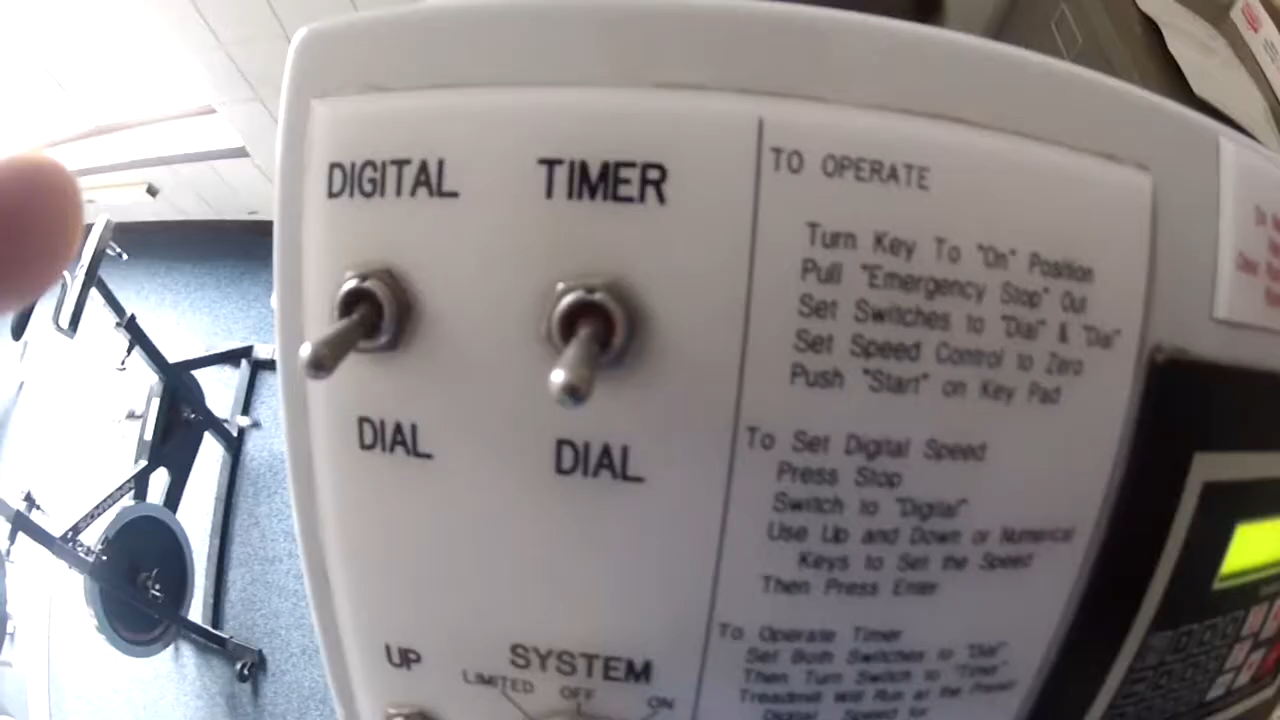 DIGITAL
TIMER
DIAL
DIAL
UP
SYSTEM
LIMITED
OFF
ON
TO OPERATE
Turn Key To "On" Position
Pull "Emergency Stop" Out
Set Switches to "Dial" & "Dial"
Set Speed Control to Zero
Push "Start" on Key Pad
To Set Digital Speed
Press Stop
Switch to "Digital"
Use Up and Down or Numerical
Keys to Set the Speed
Then Press Enter
To Operate Timer
Set Both Switches to "Dial".
Then Turn Switch to "Timer"
Treadmill Will Run at the Preset
Digital Speed for
SCHWINN